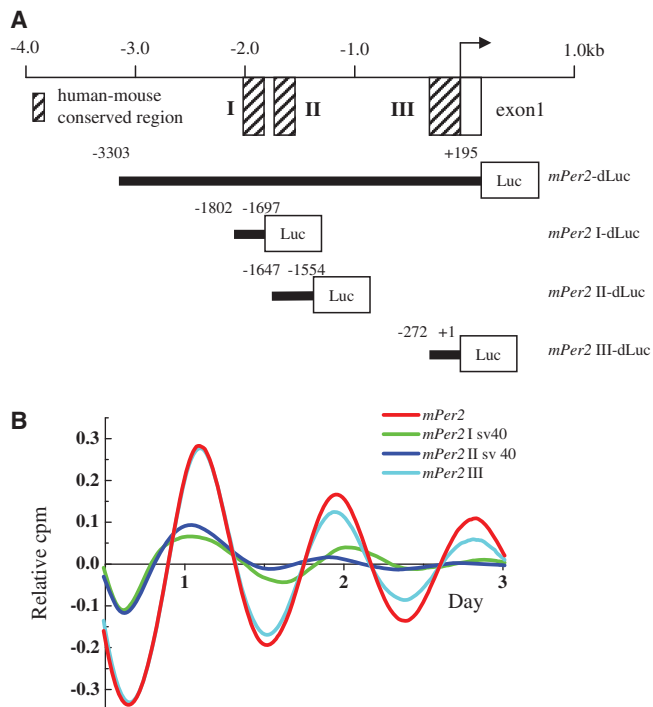 A
-4.0 -3.0 -2.0 -1.0 1.0kb
human-mouse
conserved region
I II III exon1
-3303 +195
Luc mPer2-dLuc
-1802 -1697
Luc mPer2 I-dLuc
-1647 -1554
Luc mPer2 II-dLuc
-272 +1
Luc mPer2 III-dLuc
B
mPer2
mPer2 I sv40
mPer2 II sv 40
mPer2 III
0.3
0.2
0.1
0.0
-0.1
-0.2
-0.3
Relative cpm
1 2 3
Day